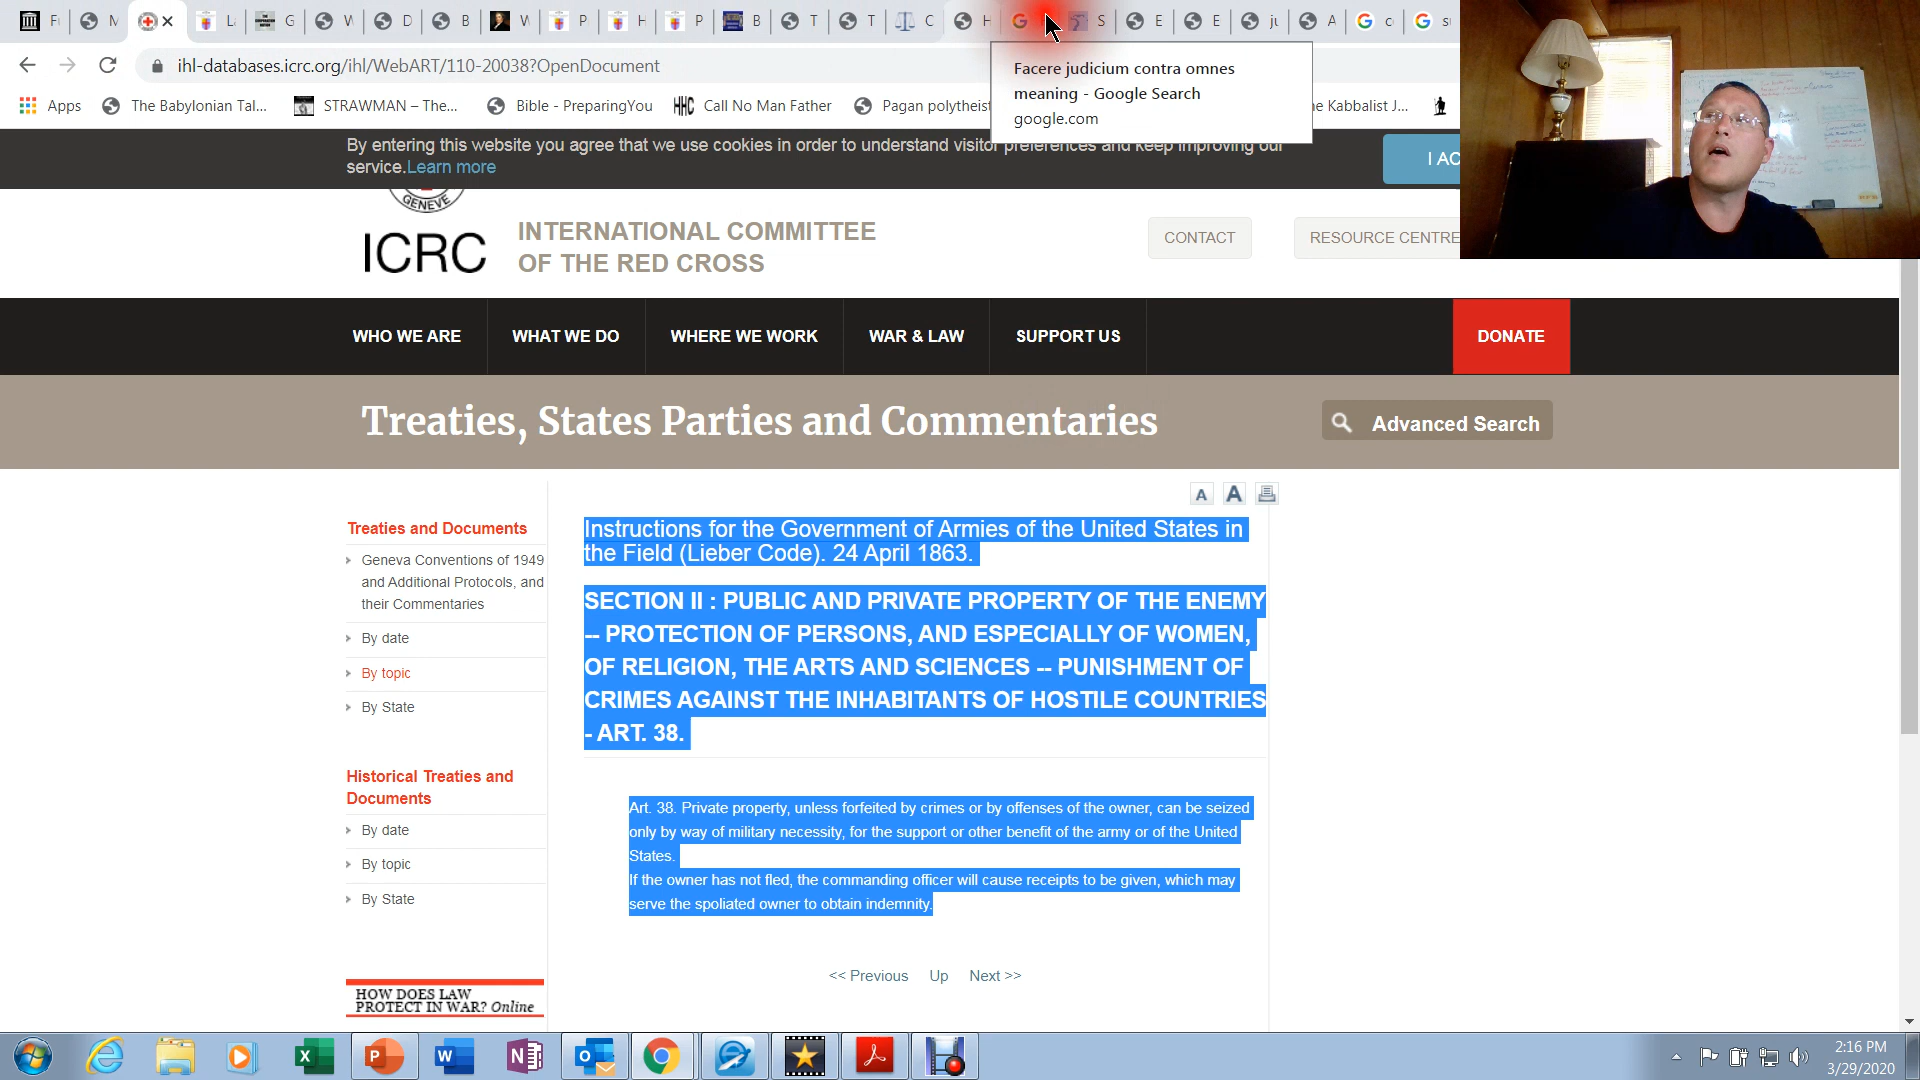 F
M
L
G
W
D
B
W
P
H
P
B
T
T
C
H
S
E
E
ju
A
c
s
ihl-databases.icrc.org/ihl/WebART/110-20038?OpenDocument
Facere judicium contra omnes
meaning - Google Search
google.com
Apps
The Babylonian Tal...
STRAWMAN – The...
Bible - PreparingYou
HHC
Call No Man Father
Pagan polytheist
ne Kabbalist J...
By entering this website you agree that we use cookies in order to understand visitor preferences and keep improving our
service.Learn more
I AC
GENEVE
ICRC
INTERNATIONAL COMMITTEE
OF THE RED CROSS
CONTACT
RESOURCE CENTRE
WHO WE ARE
WHAT WE DO
WHERE WE WORK
WAR & LAW
SUPPORT US
DONATE
Treaties, States Parties and Commentaries
Advanced Search
A
A
Treaties and Documents
Geneva Conventions of 1949
and Additional Protocols, and
their Commentaries
By date
By topic
By State
Historical Treaties and
Documents
By date
By topic
By State
HOW DOES LAW
PROTECT IN WAR? Online
Instructions for the Government of Armies of the United States in
the Field (Lieber Code). 24 April 1863.
SECTION II : PUBLIC AND PRIVATE PROPERTY OF THE ENEMY
-- PROTECTION OF PERSONS, AND ESPECIALLY OF WOMEN,
OF RELIGION, THE ARTS AND SCIENCES -- PUNISHMENT OF
CRIMES AGAINST THE INHABITANTS OF HOSTILE COUNTRIES
- ART. 38.
Art. 38. Private property, unless forfeited by crimes or by offenses of the owner, can be seized
only by way of military necessity, for the support or other benefit of the army or of the United
States.
If the owner has not fled, the commanding officer will cause receipts to be given, which may
serve the spoliated owner to obtain indemnity.
<< Previous
Up
Next >>
2:16 PM
3/29/2020